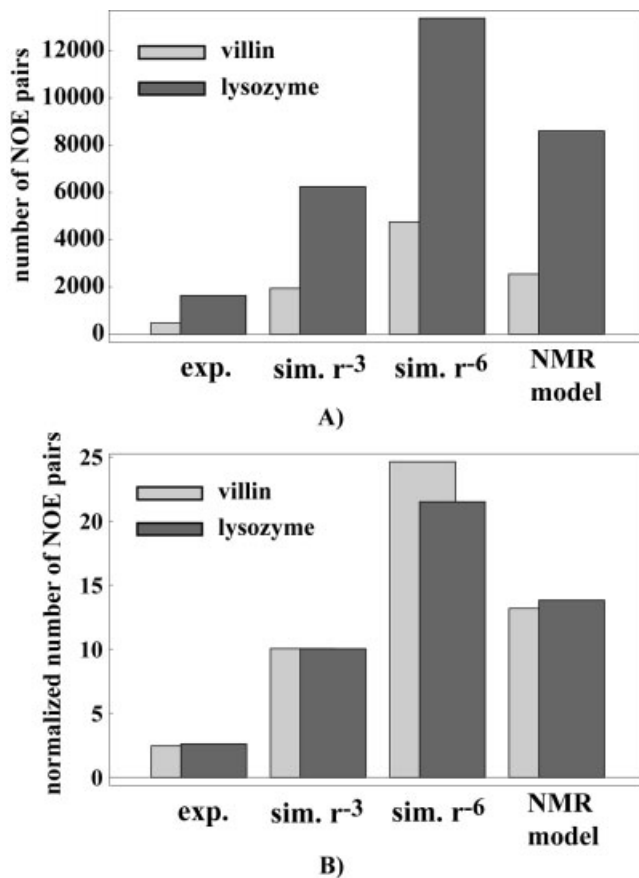 number of NOE pairs
12000
10000
8000
6000
4000
2000
0
villin
lysozyme
exp.
sim. r-3
sim. r-6
NMR
model
A)
normalized number of NOE pairs
25
20
15
10
5
0
villin
lysozyme
exp.
sim. r-3
sim. r-6
NMR
model
B)